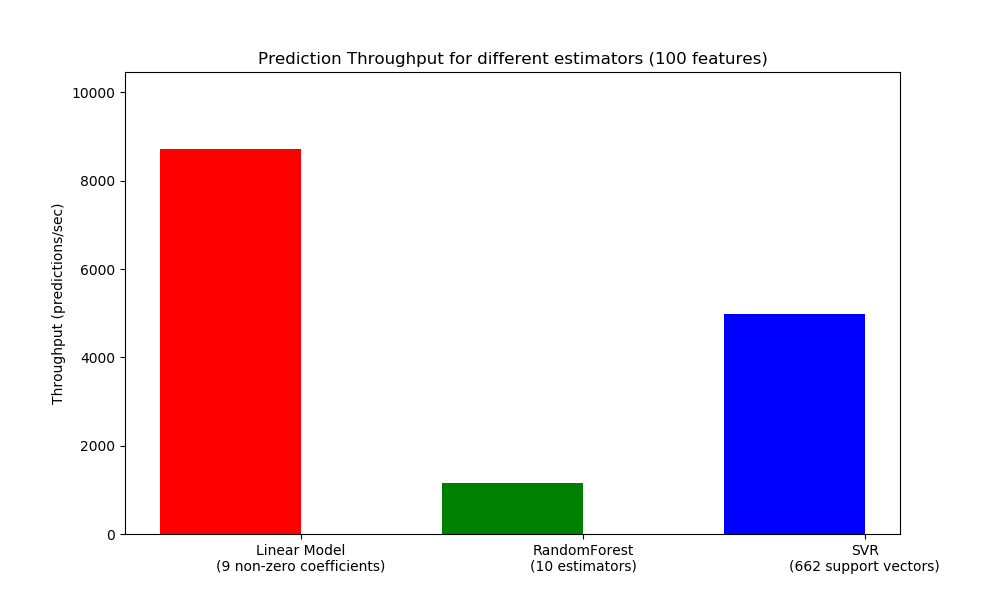 Prediction Throughput for different estimators (100 features)
Throughput (predictions/sec)
10000
8000
6000
4000
2000
0
Linear Model
(9 non-zero coefficients)
RandomForest
(10 estimators)
SVR
(662 support vectors)